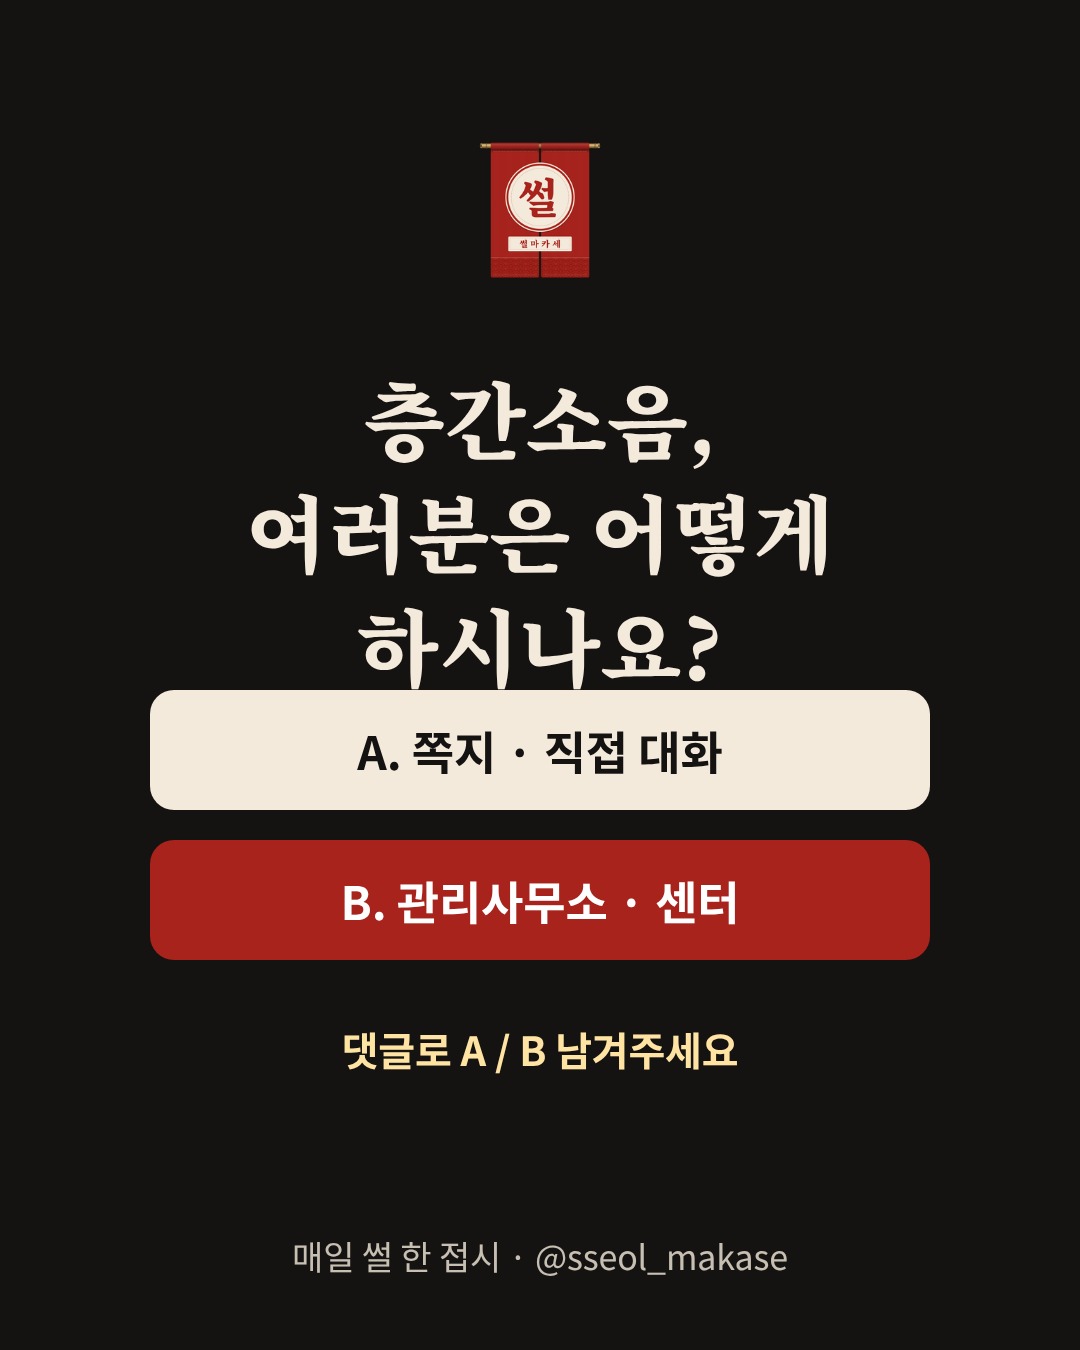 썰
썰마카세
층간소음,
여러분은 어떻게
하시나요?
A. 쪽지 · 직접 대화
B. 관리사무소 · 센터
댓글로 A / B 남겨주세요
매일 썰 한 접시 · @sseol_makase